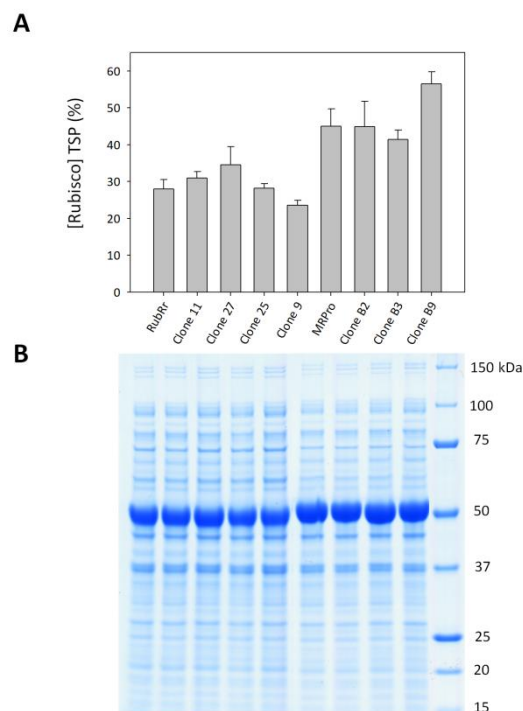 A
[Rubisco] TSP (%)
60
50
40
30
20
10
0
RubRr
Clone 11
Clone 27
Clone 25
Clone 9
MRPro
Clone B2
Clone B3
Clone B9
B
150 kDa
100
75
50
37
25
20
15